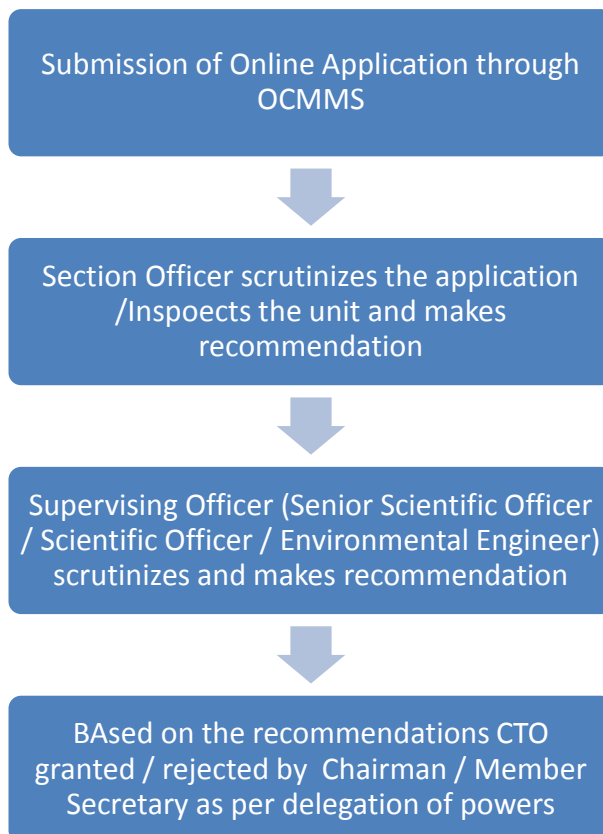 Submission of Online Application through
OCMMS
Section Officer scrutinizes the application
/Inspoects the unit and makes
recommendation
Supervising Officer (Senior Scientific Officer
/ Scientific Officer / Environmental Engineer)
scrutinizes and makes recommendation
BAsed on the recommendations CTO
granted / rejected by Chairman / Member
Secretary as per delegation of powers